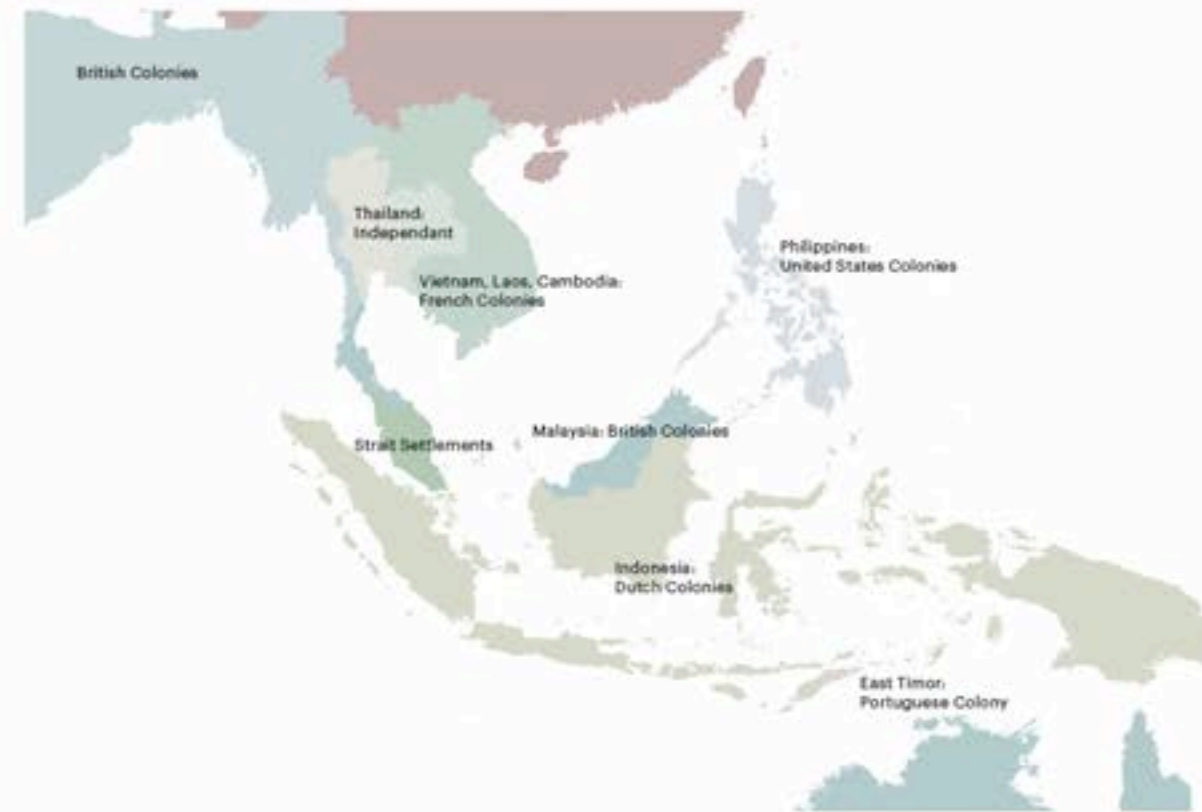 British Colonies
Thailand:
Independant
Philippines:
United States Colonies
Vietnam, Laos, Cambodia:
French Colonies
Malaysia: British Colonies
Strait Settlements
Indonesia:
Dutch Colonies
East Timor:
Portuguese Colony